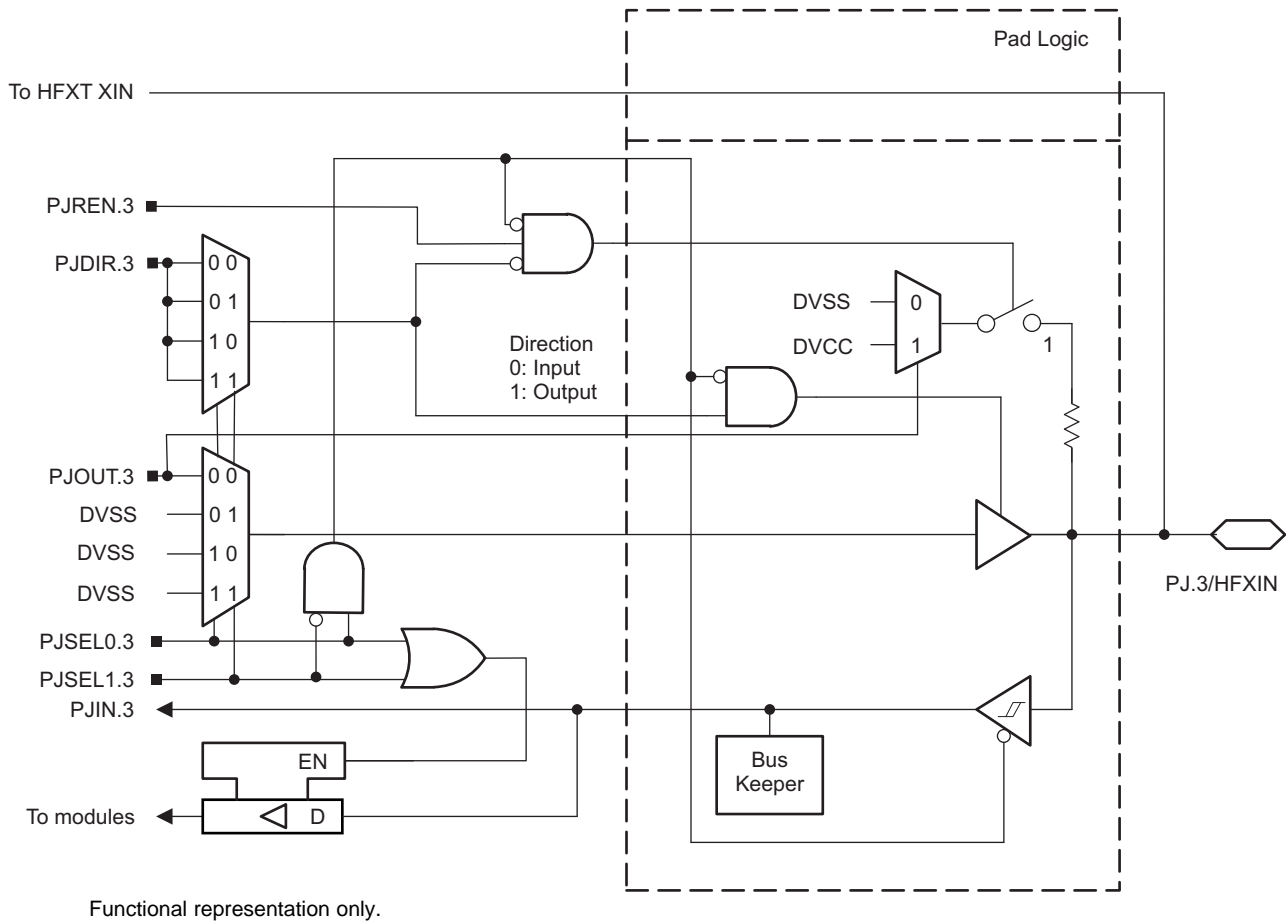 Pad Logic
To HFXT XIN
PJREN.3
PJDIR.3
0 0
0 1
1 0
1 1
Direction
0: Input
1: Output
DVSS
0
DVCC
1
1
PJOUT.3
0 0
DVSS
0 1
DVSS
1 0
DVSS
1 1
PJ.3/HFXIN
PJSEL0.3
PJSEL1.3
PJIN.3
EN
Bus
Keeper
To modules
D
Functional representation only.